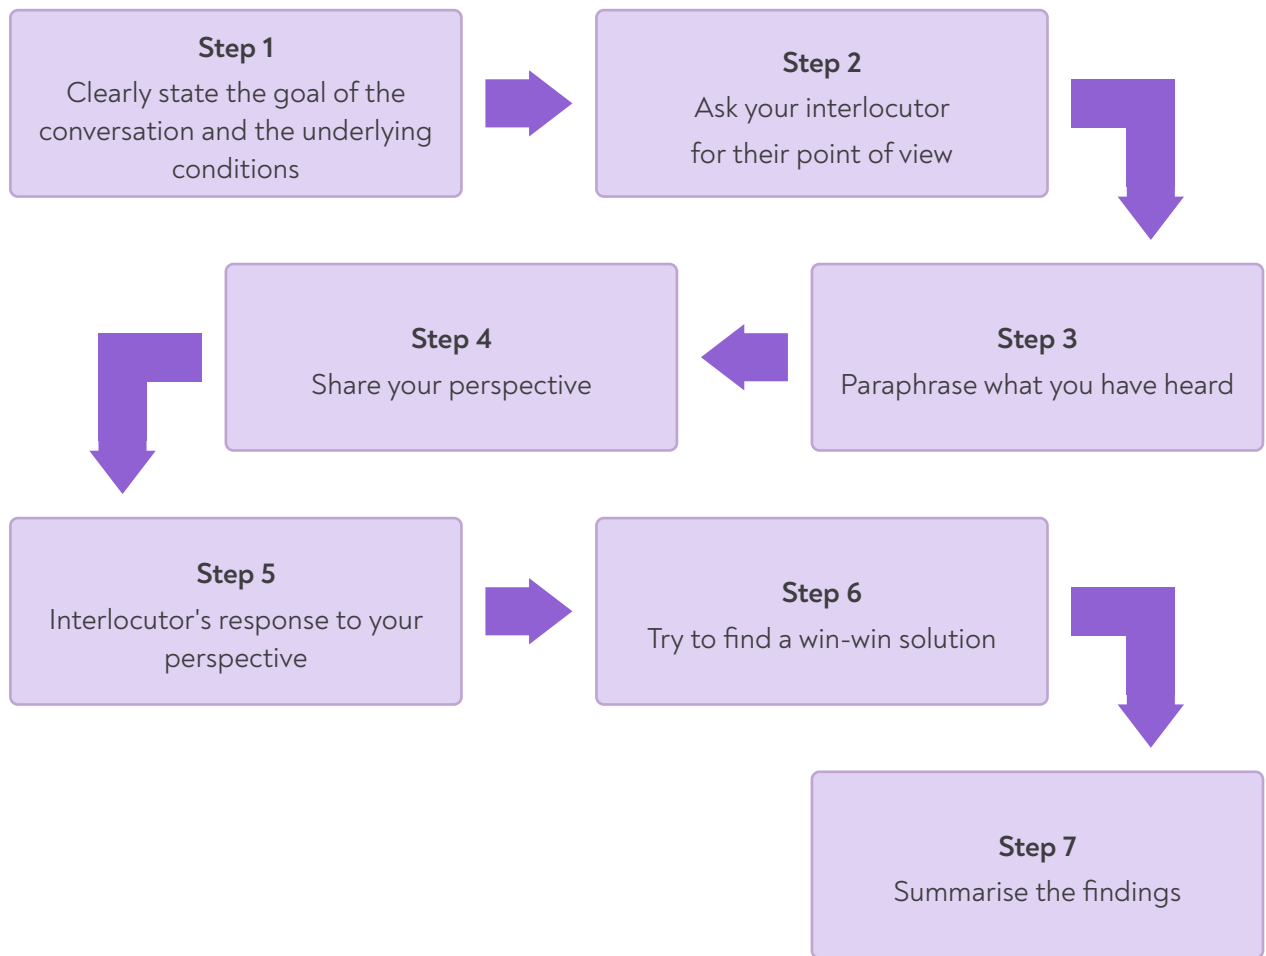 Step 1
Clearly state the goal of the
conversation and the underlying
conditions
Step 2
Ask your interlocutor
for their point of view
Step 3
Paraphrase what you have heard
Step 4
Share your perspective
Step 5
Interlocutor's response to your
perspective
Step 6
Try to find a win-win solution
Step 7
Summarise the findings